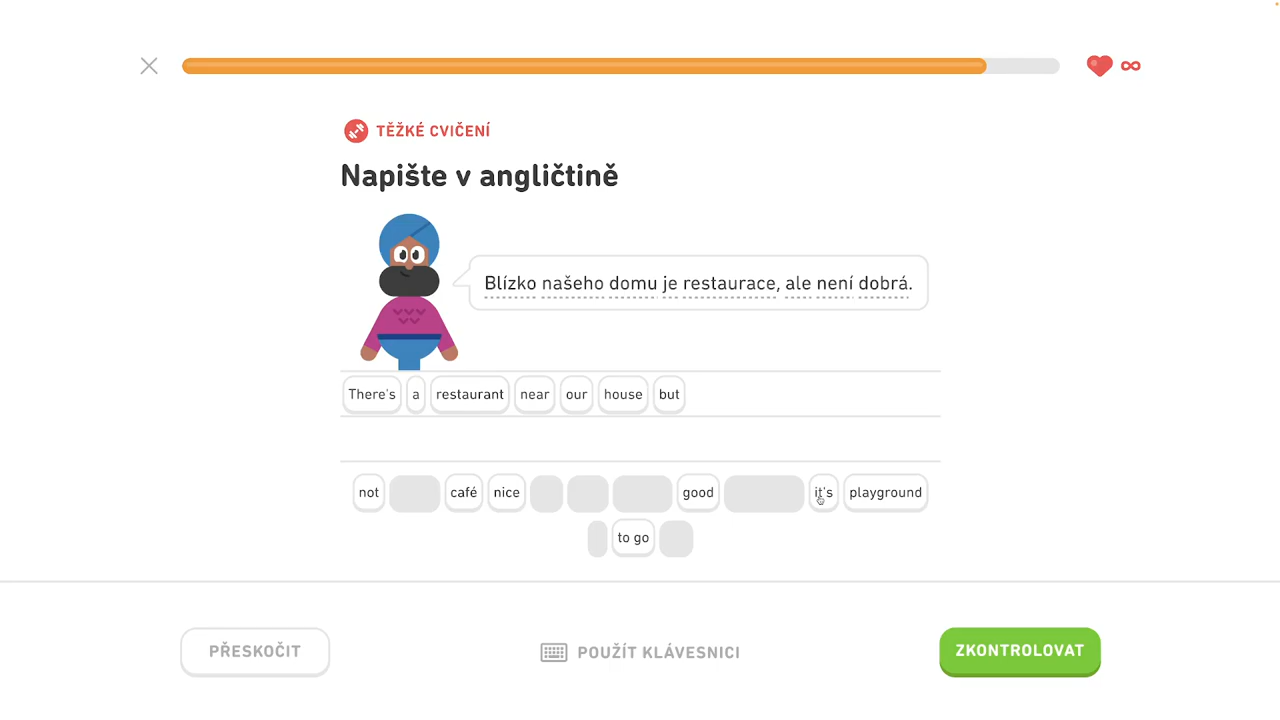 TĚŽKÉ CVIČENÍ
Napište v angličtině
Blízko našeho domu je restaurace, ale není dobrá.
There's a restaurant near our house but
not café nice good it's playground
to go
PŘESKOČIT POUŽÍT KLÁVESNICI ZKONTROLOVAT